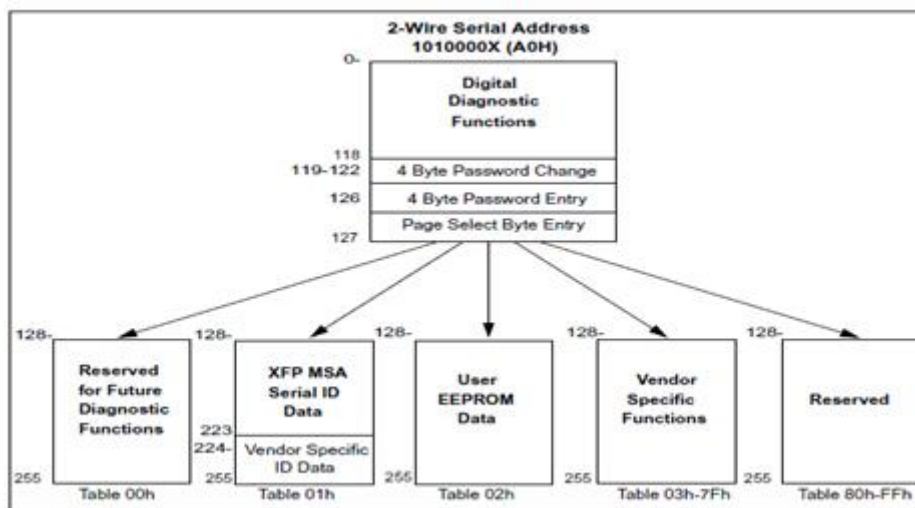 2-Wire Serial Address
1010000X (A0H)
0-
Digital
Diagnostic
Functions
118
119-122
4 Byte Password Change
126
4 Byte Password Entry
Page Select Byte Entry
127
128-
128-
128-
128-
128-
Reserved
for Future
Diagnostic
Functions
255
Table 00h
XFP MSA
Serial ID
Data
223
224-
Vendor Specific
ID Data
255
Table 01h
User
EEPROM
Data
255
Table 02h
Vendor
Specific
Functions
255
Table 03h-7Fh
Reserved
255
Table 80h-FFh